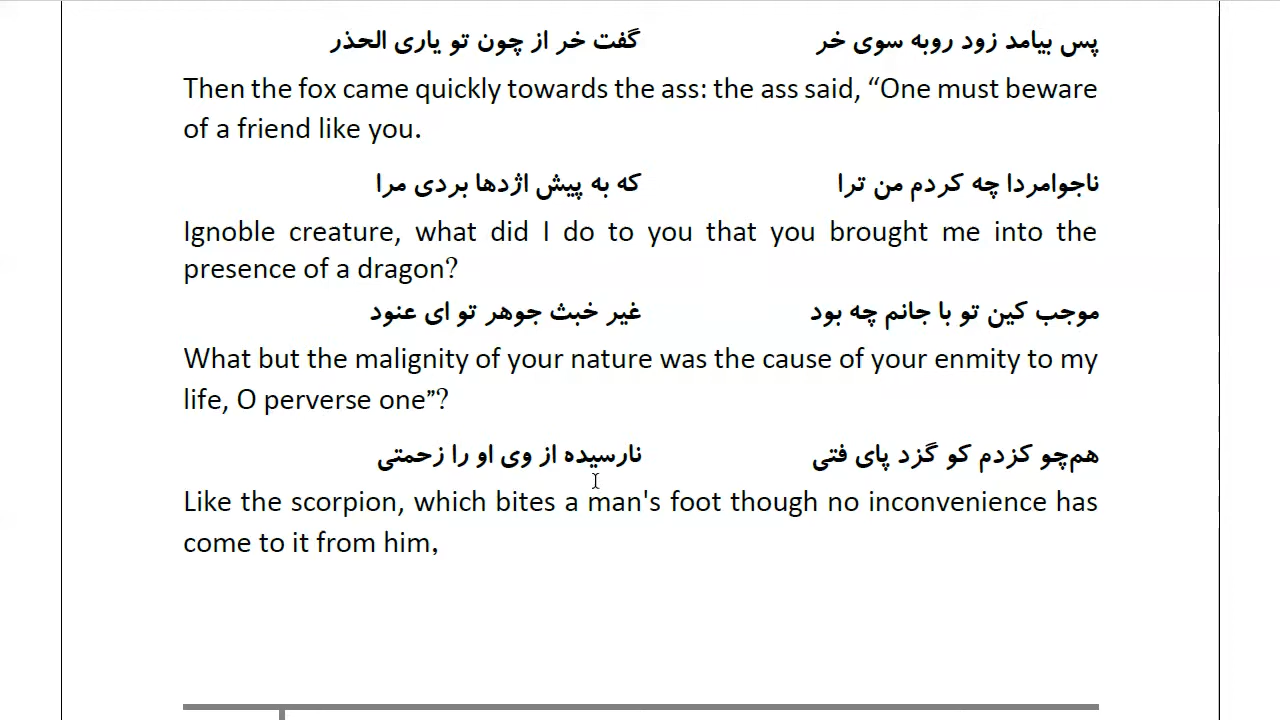 پس بیامد زود روبه سوی خر گفت خر از چون تو یاری الحذر
Then the fox came quickly towards the ass: the ass said, “One must beware
of a friend like you.
ناجوامردا چه کردم من ترا که به پیش اژدها بردی مرا
Ignoble creature, what did I do to you that you brought me into the
presence of a dragon?
موجب کین تو با جانم چه بود غیر خبث جوهر تو ای عنود
What but the malignity of your nature was the cause of your enmity to my
life, O perverse one”?
هم‌چو کزدم کو گزد پای فتی نارسیده از وی او را زحمتی
Like the scorpion, which bites a man's foot though no inconvenience has
come to it from him,